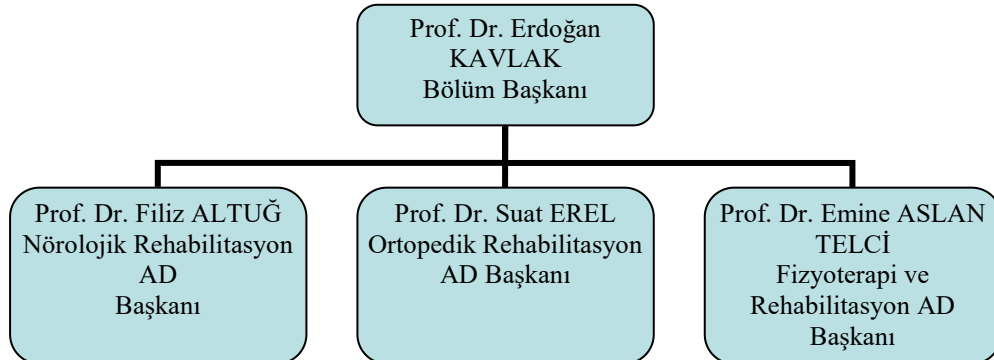 Prof. Dr. Erdoğan
KAVLAK
Bölüm Başkanı
Prof. Dr. Filiz ALTUĞ
Nörolojik Rehabilitasyon
AD
Başkanı
Prof. Dr. Suat EREL
Ortopedik Rehabilitasyon
AD Başkanı
Prof. Dr. Emine ASLAN
TELCİ
Fizyoterapi ve
Rehabilitasyon AD
Başkanı